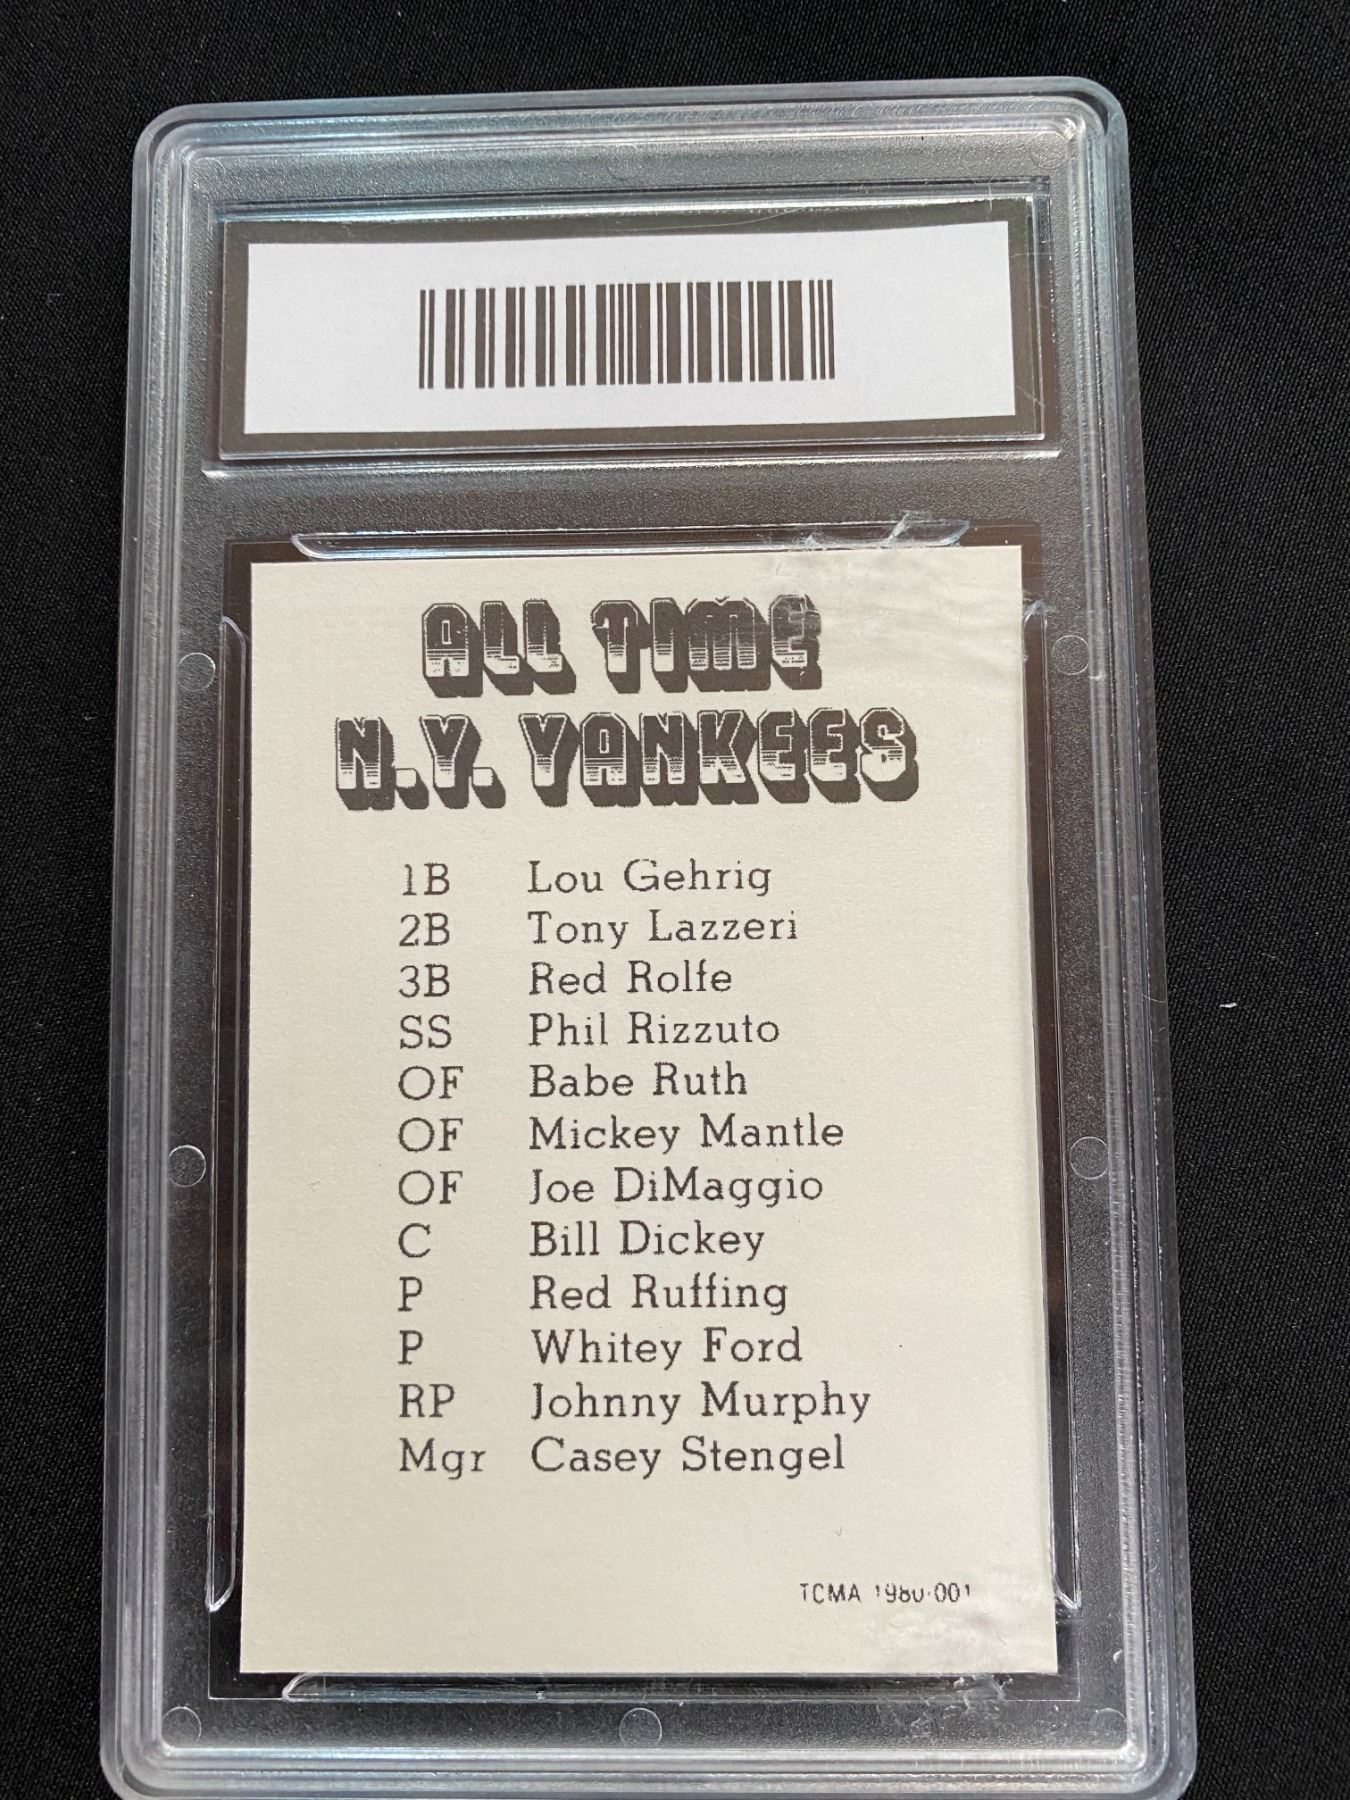 ALL TIME
N.Y. YANKEES
1B Lou Gehrig
2B Tony Lazzeri
3B Red Rolfe
SS Phil Rizzuto
OF Babe Ruth
OF Mickey Mantle
OF Joe DiMaggio
C Bill Dickey
P Red Ruffing
P Whitey Ford
RP Johnny Murphy
Mgr Casey Stengel
TCMA 1980-001